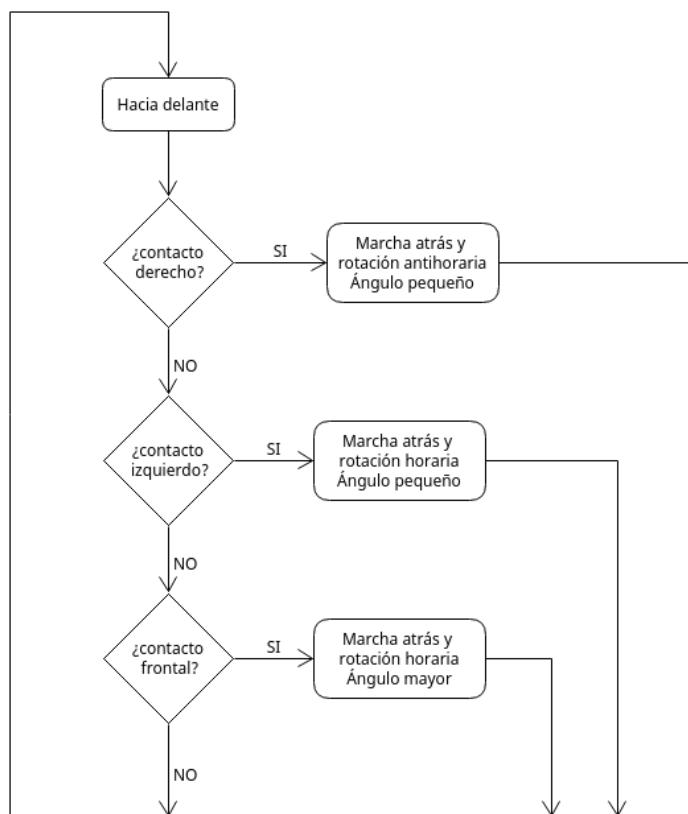 Hacia delante
¿contacto
derecho?
SI
Marcha atrás y
rotación antihoraria
Ángulo pequeño
NO
¿contacto
izquierdo?
SI
Marcha atrás y
rotación horaria
Ángulo pequeño
NO
¿contacto
frontal?
SI
Marcha atrás y
rotación horaria
Ángulo mayor
NO